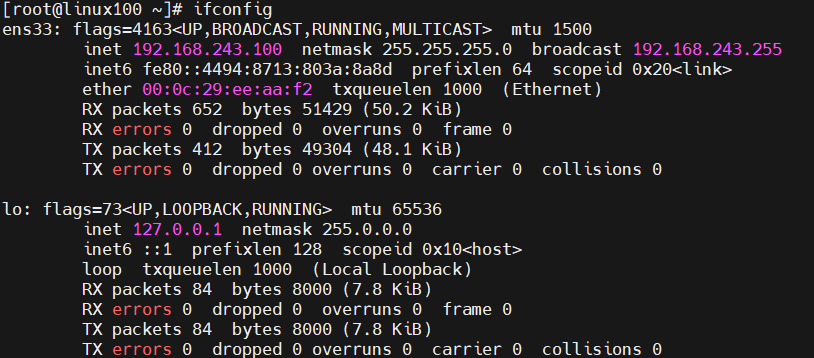 [root@linux100 ~]# ifconfig
ens33: flags=4163<UP,BROADCAST,RUNNING,MULTICAST>  mtu 1500
        inet 192.168.243.100  netmask 255.255.255.0  broadcast 192.168.243.255
        inet6 fe80::4494:8713:803a:8a8d  prefixlen 64  scopeid 0x20<link>
        ether 00:0c:29:ee:aa:f2  txqueuelen 1000  (Ethernet)
        RX packets 652  bytes 51429 (50.2 KiB)
        RX errors 0  dropped 0  overruns 0  frame 0
        TX packets 412  bytes 49304 (48.1 KiB)
        TX errors 0  dropped 0 overruns 0  carrier 0  collisions 0

lo: flags=73<UP,LOOPBACK,RUNNING>  mtu 65536
        inet 127.0.0.1  netmask 255.0.0.0
        inet6 ::1  prefixlen 128  scopeid 0x10<host>
        loop  txqueuelen 1000  (Local Loopback)
        RX packets 84  bytes 8000 (7.8 KiB)
        RX errors 0  dropped 0  overruns 0  frame 0
        TX packets 84  bytes 8000 (7.8 KiB)
        TX errors 0  dropped 0 overruns 0  carrier 0  collisions 0